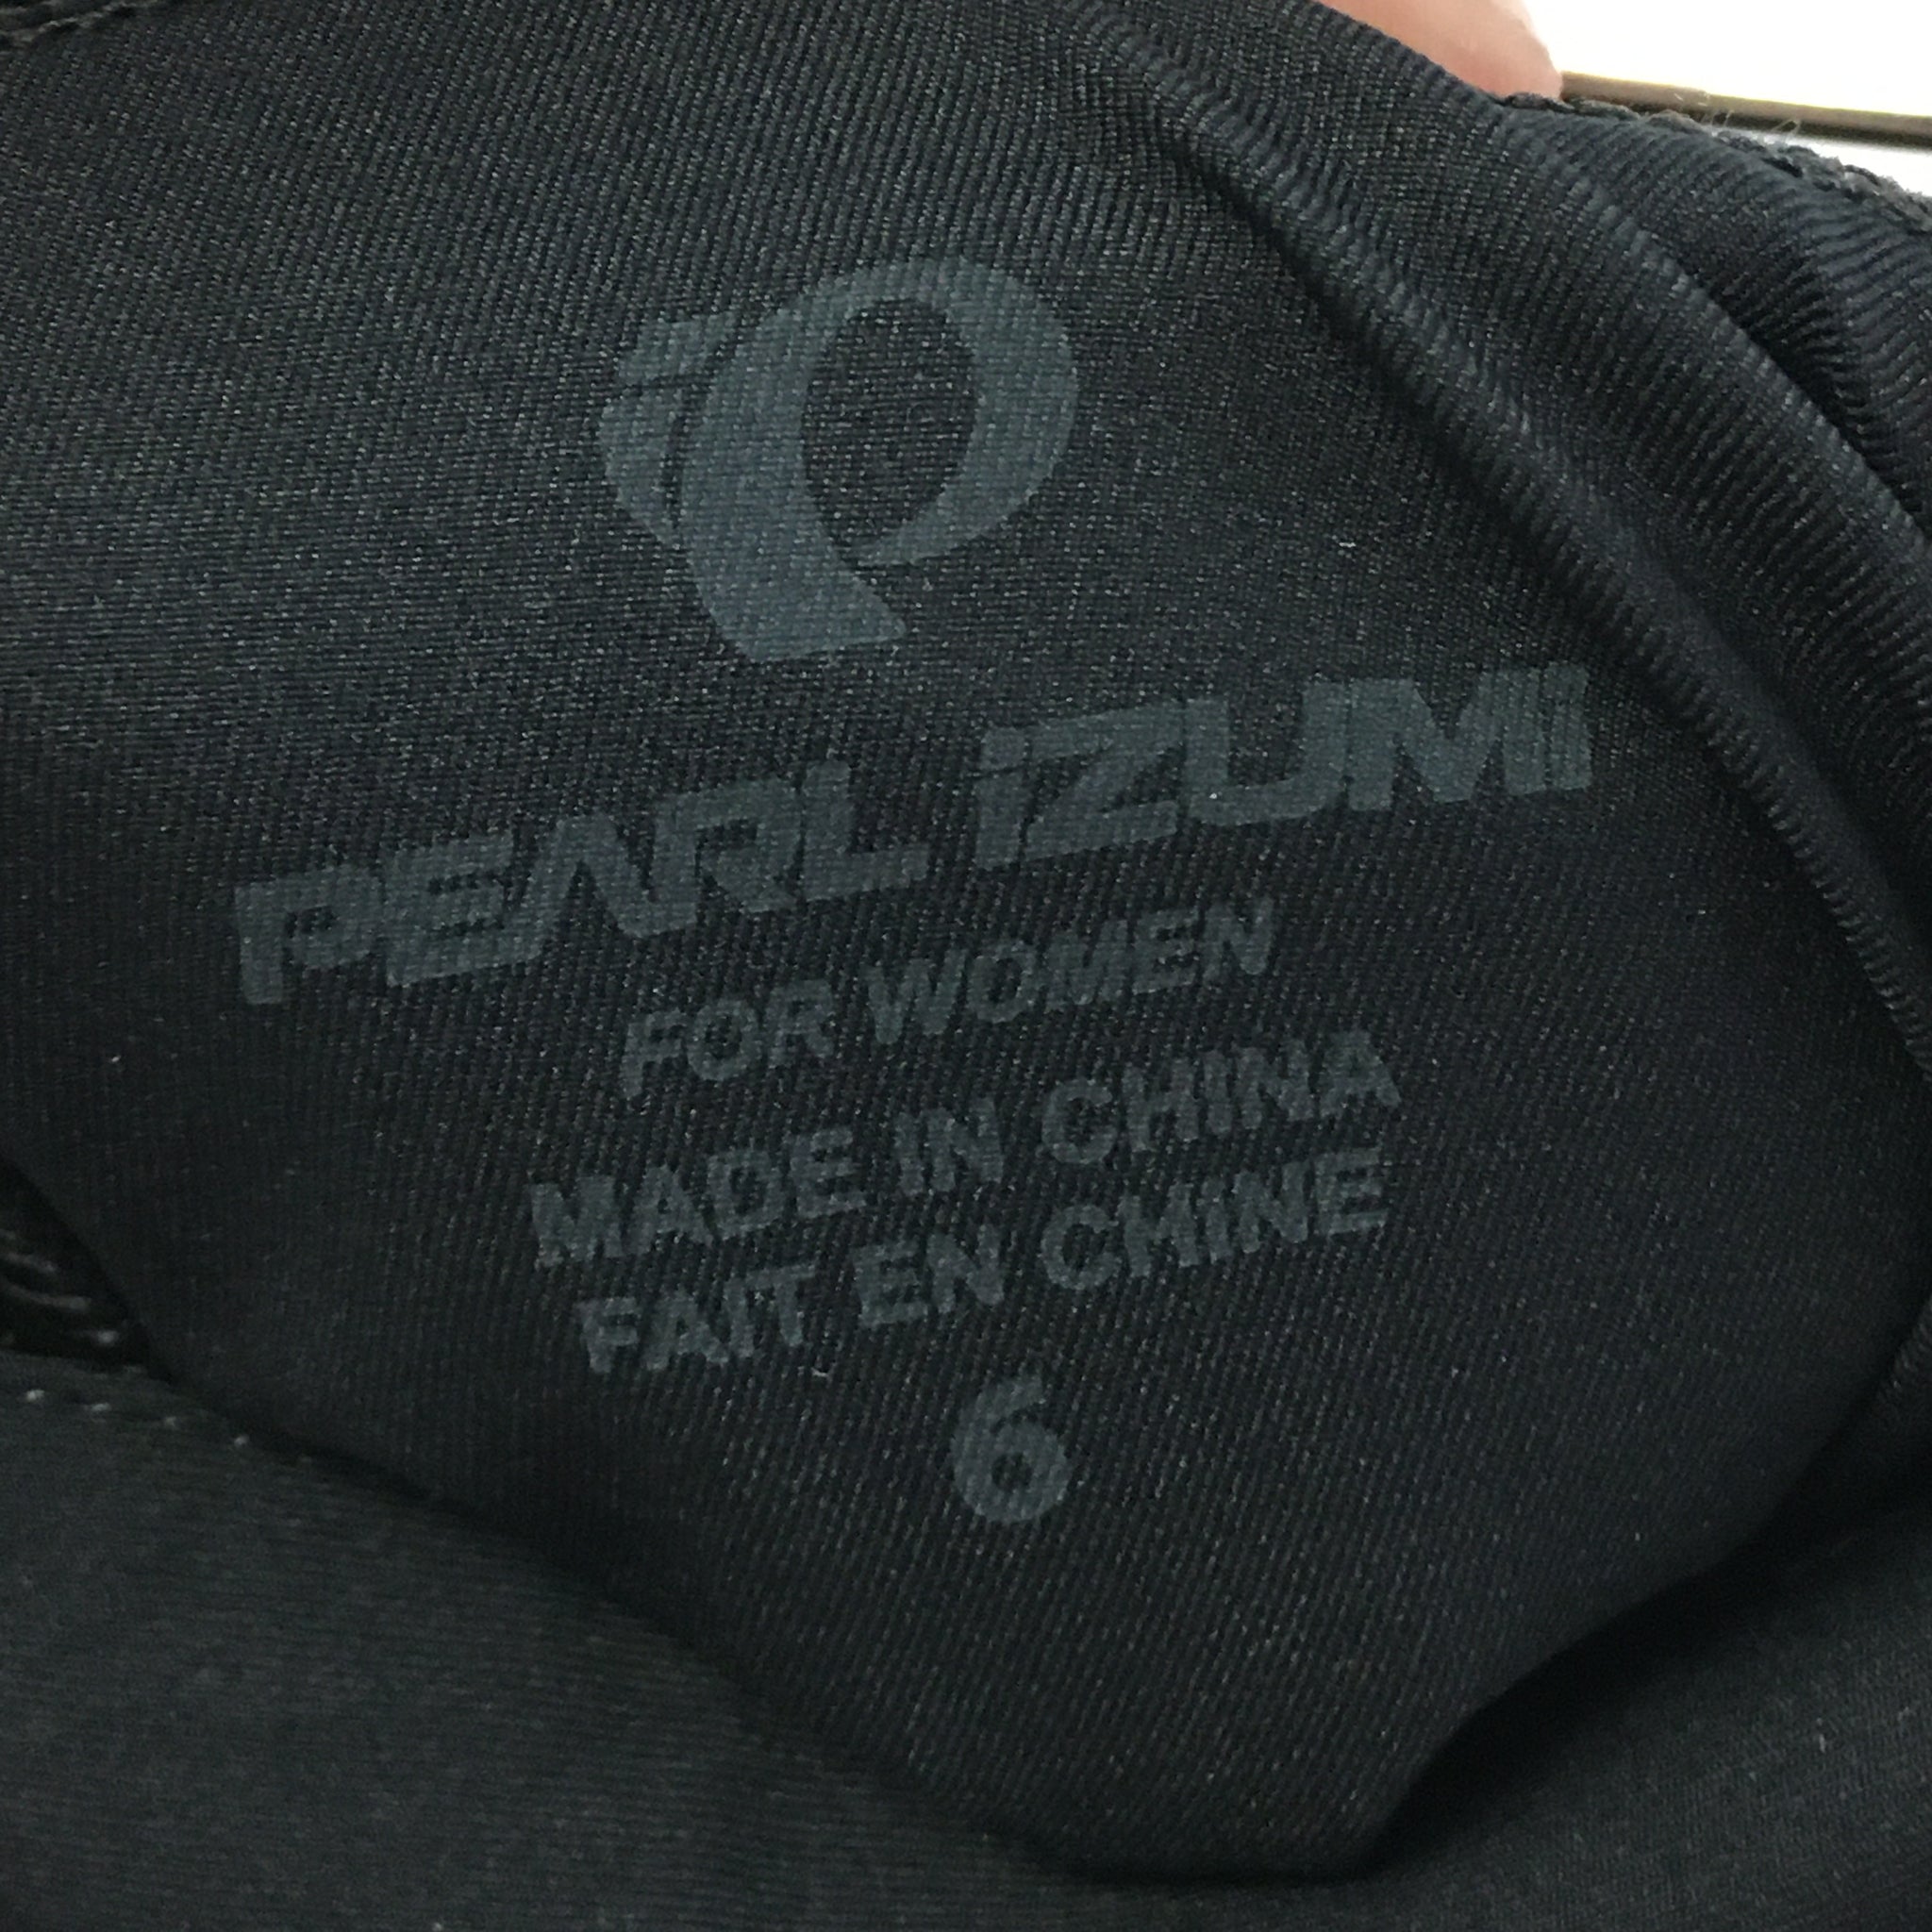 PEARL iZUMi
FOR WOMEN
MADE IN CHINA
FAIT EN CHINE
6